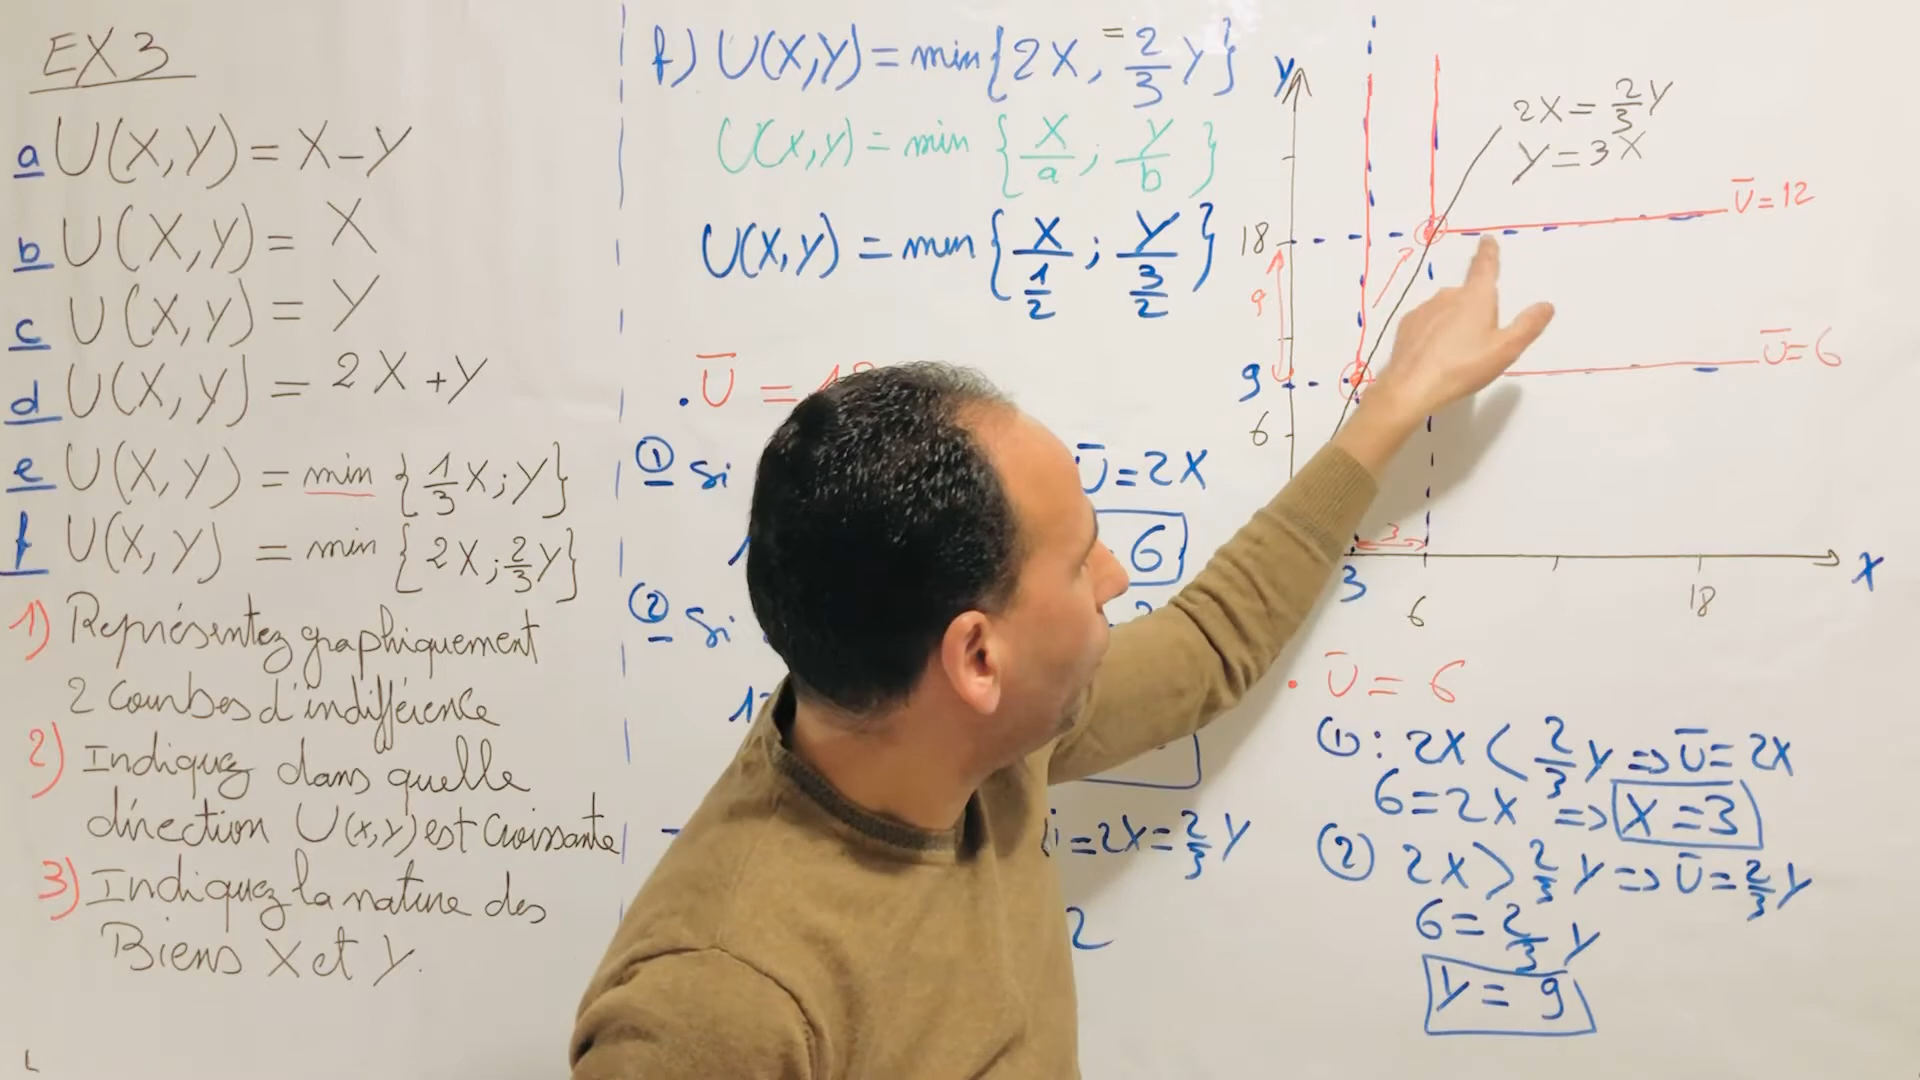 EX3
a U(X,Y) = X-Y
b U(X,Y) = X
c U(X,Y) = Y
d U(X,Y) = 2X+Y
e U(X,Y) = min {1/3 X; Y}
f U(X,Y) = min {2X; 2/3 Y}
1) Représentez graphiquement
2 Courbes d'indifférence
2) Indiquez dans quelle
direction U(x,y) est croissante
3) Indiquez la nature des
Biens X et Y.
f) U(X,Y) = min{2X, = 2/3 Y}
U(X,Y) = min {X/a; Y/b}
U(X,Y) = min {X/(1/2); Y/(3/2)}
. Ū =
① Si Ū=2X
6
② Si
=2X=2/3 Y
2
Y
2X = 2/3 Y
Y = 3X
Ū=12
18
9
Ū=6
9
6
3
3
6
18
X
. Ū = 6
①: 2X < 2/3 Y => Ū=2X
6=2X => X=3
② 2X > 2/3 Y => Ū=2/3 Y
6= 2/3 Y
Y = 9